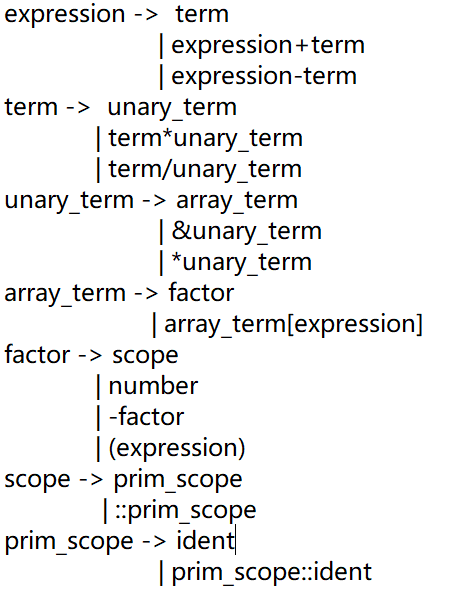 expression -> term
| expression+term
| expression-term
term -> unary_term
| term*unary_term
| term/unary_term
unary_term -> array_term
| &unary_term
| *unary_term
array_term -> factor
| array_term[expression]
factor -> scope
| number
| -factor
| (expression)
scope -> prim_scope
| ::prim_scope
prim_scope -> ident
| prim_scope::ident